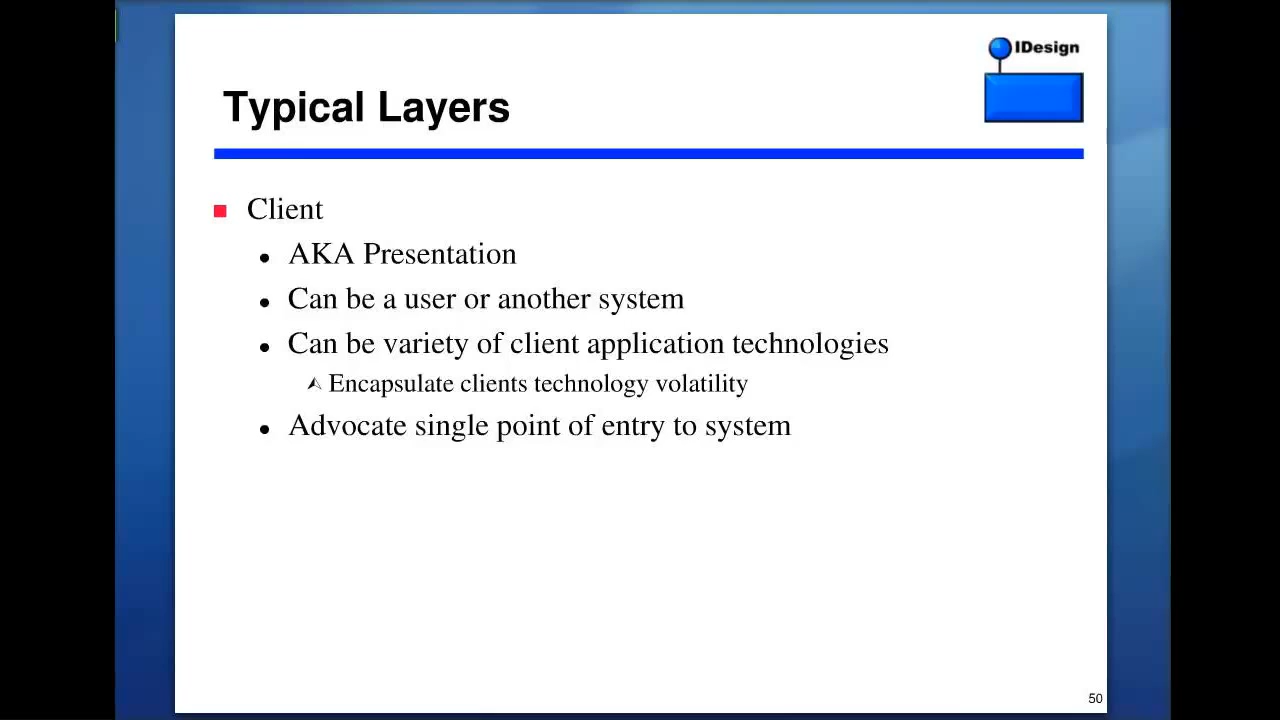 IDesign
Typical Layers
Client
AKA Presentation
Can be a user or another system
Can be variety of client application technologies
Encapsulate clients technology volatility
Advocate single point of entry to system
50